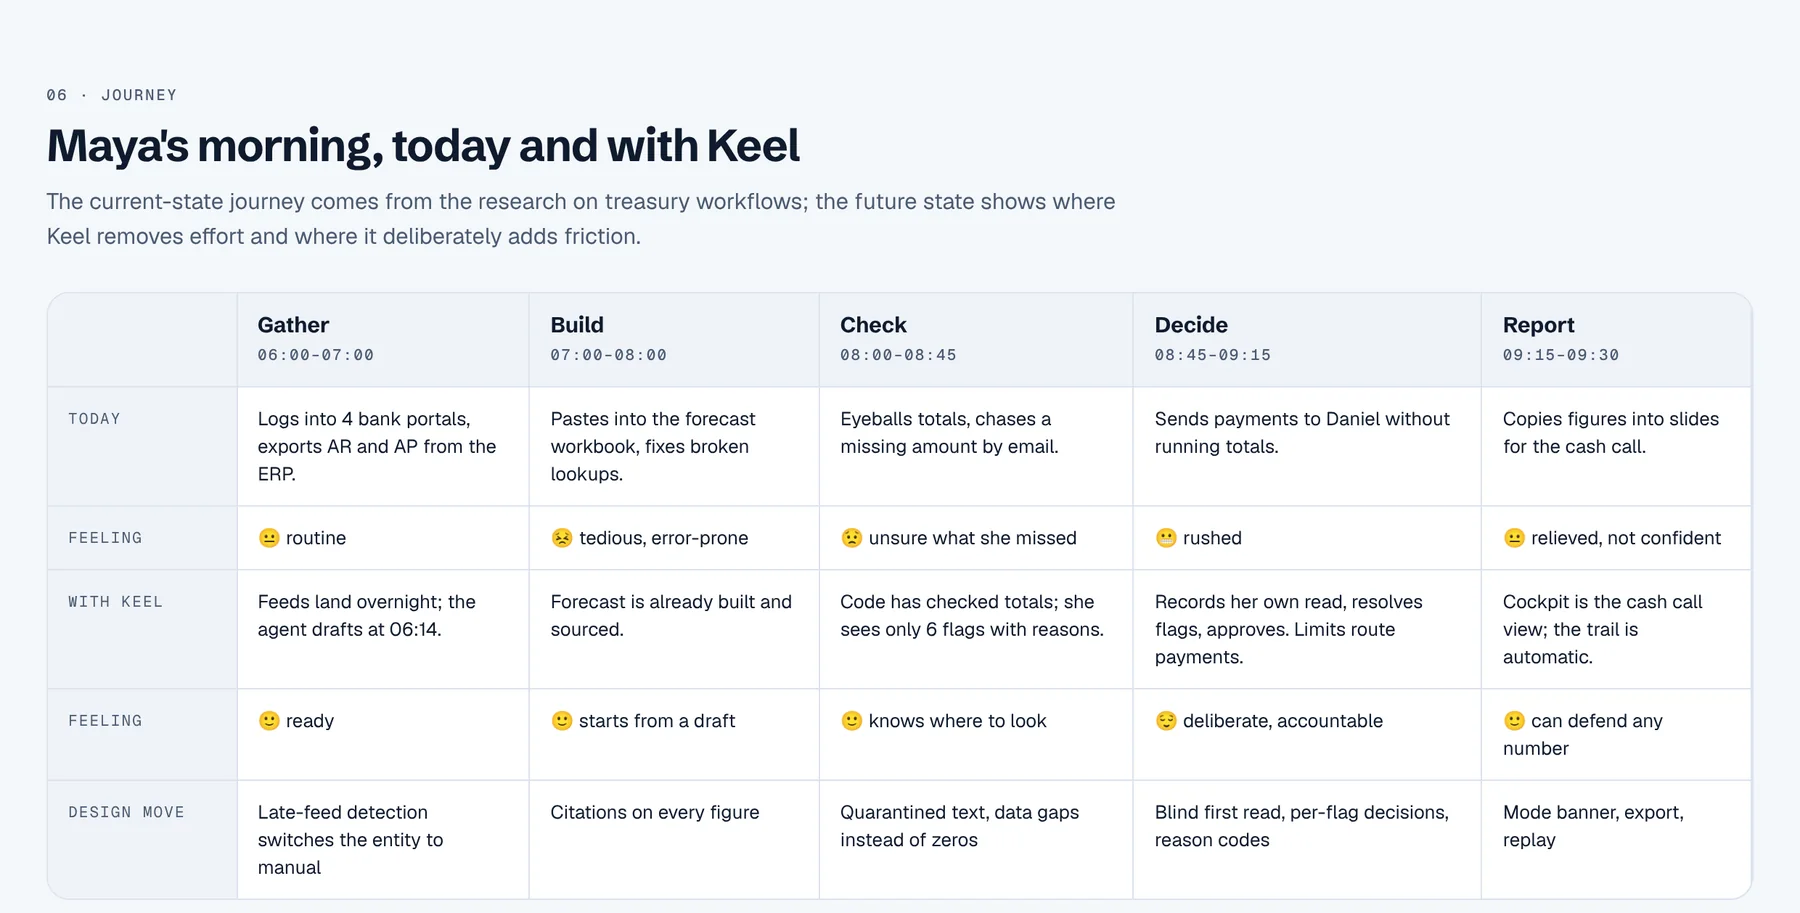 06 · JOURNEY
Maya's morning, today and with Keel
The current-state journey comes from the research on treasury workflows; the future state shows where
Keel removes effort and where it deliberately adds friction.
Gather
06:00–07:00
Build
07:00–08:00
Check
08:00–08:45
Decide
08:45–09:15
Report
09:15–09:30
TODAY
Logs into 4 bank portals,
exports AR and AP from the
ERP.
Pastes into the forecast
workbook, fixes broken
lookups.
Eyeballs totals, chases a
missing amount by email.
Sends payments to Daniel without
running totals.
Copies figures into slides
for the cash call.
FEELING
😐 routine
😣 tedious, error-prone
😟 unsure what she missed
😬 rushed
😐 relieved, not confident
WITH KEEL
Feeds land overnight; the
agent drafts at 06:14.
Forecast is already built and
sourced.
Code has checked totals; she
sees only 6 flags with reasons.
Records her own read, resolves
flags, approves. Limits route
payments.
Cockpit is the cash call
view; the trail is
automatic.
FEELING
🙂 ready
🙂 starts from a draft
🙂 knows where to look
😌 deliberate, accountable
🙂 can defend any
number
DESIGN MOVE
Late-feed detection
switches the entity to
manual
Citations on every figure
Quarantined text, data gaps
instead of zeros
Blind first read, per-flag decisions,
reason codes
Mode banner, export,
replay